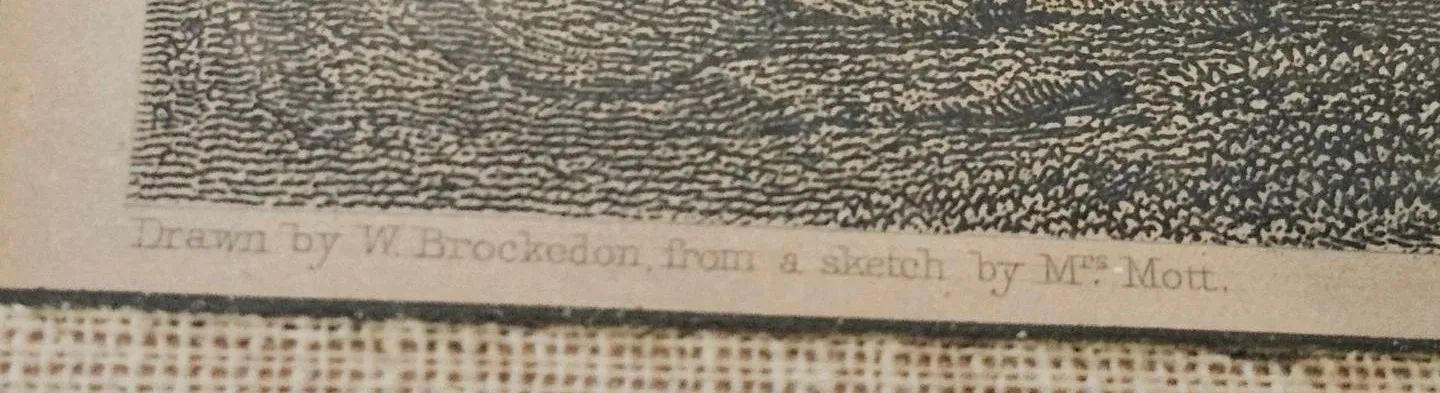 Drawn by W. Brockedon, from a sketch by Mrs. Mott.